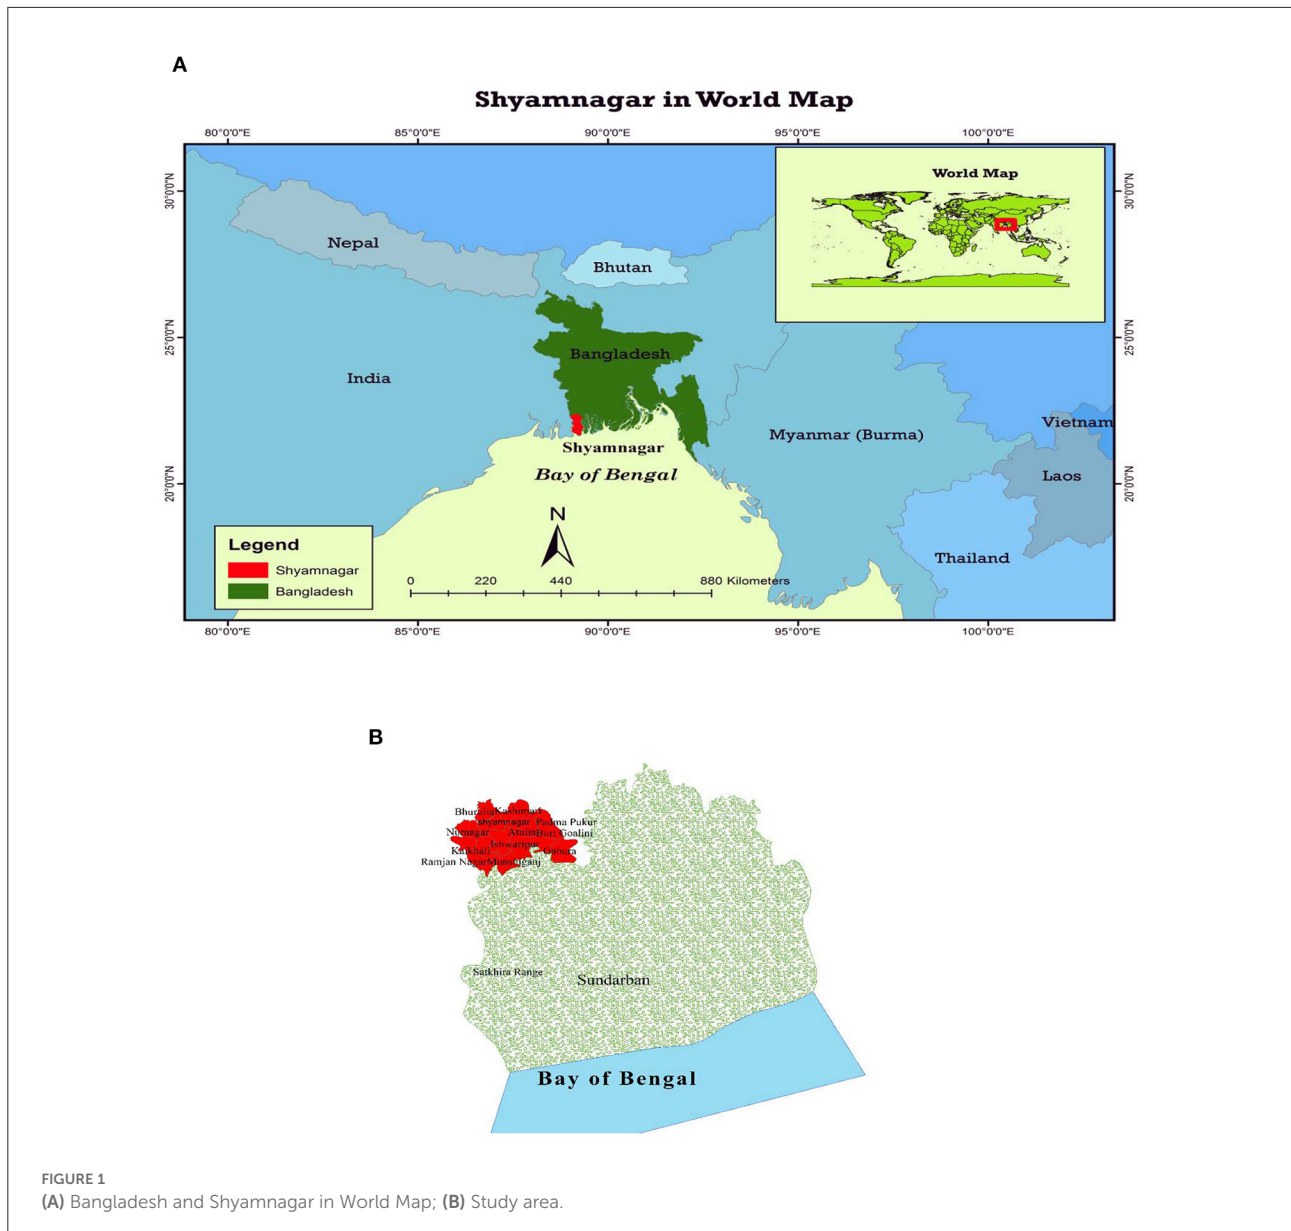 A
Shyamnagar in World Map
80°0'0"E 85°0'0"E 90°0'0"E 95°0'0"E 100°0'0"E
30°0'0"N
25°0'0"N
20°0'0"N
30°0'0"N
25°0'0"N
20°0'0"N
World Map
Nepal
Bhutan
Bangladesh
India
Vietnam
Myanmar (Burma)
Shyamnagar
Bay of Bengal
Laos
Thailand
N
Legend
Shyamnagar
Bangladesh
0 220 440 880 Kilometers
80°0'0"E 85°0'0"E 90°0'0"E 95°0'0"E 100°0'0"E
B
Kashimari
shyamnagar Padma Pukur
Nurnagar Atulia Buri Goalini
Ishwaripur
Kaikhali Gabura
Ramjan Nagar Munshiganj
Satkhira Range
Sundarban
Bay of Bengal
FIGURE 1
(A) Bangladesh and Shyamnagar in World Map; (B) Study area.